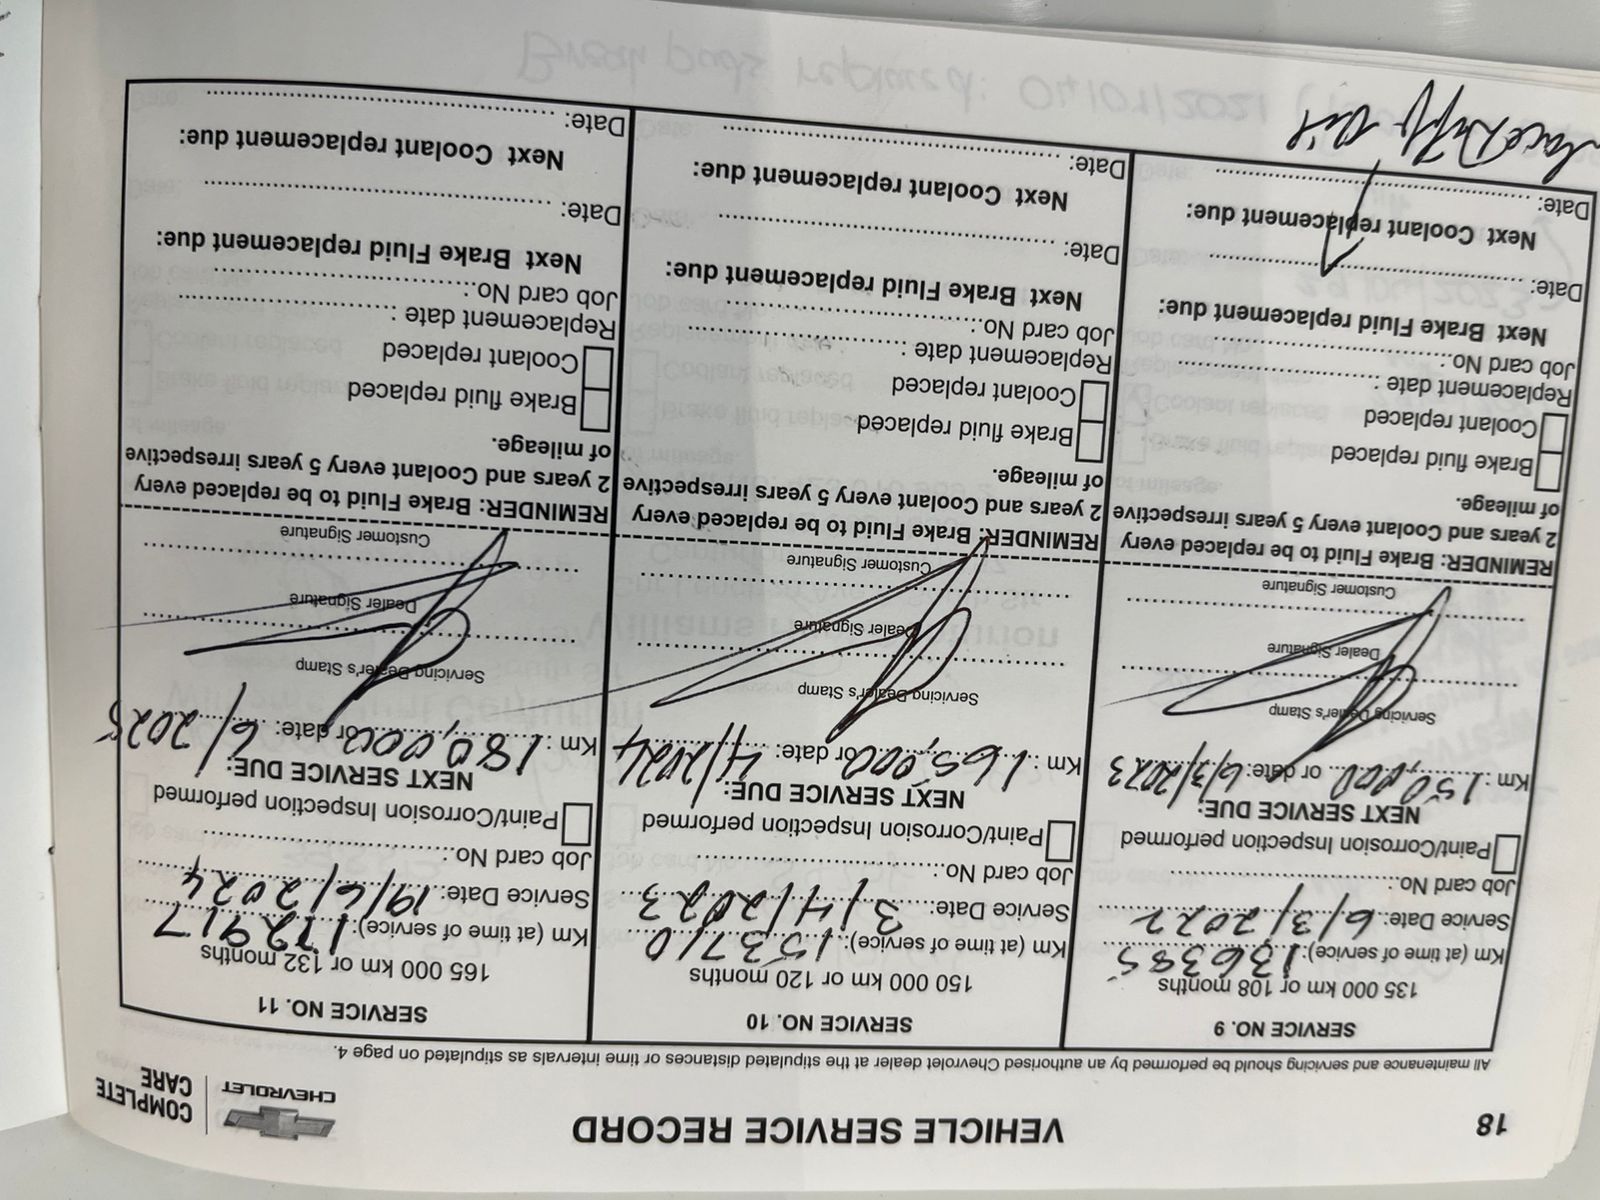 18
VEHICLE SERVICE RECORD
CHEVROLET
COMPLETE
CARE
All maintenance and servicing should be performed by an authorised Chevrolet dealer at the stipulated distances or time intervals as stipulated on page 4.
SERVICE NO. 9
135 000 km or 108 months
Km (at time of service): 136385
Service Date: 6/3/2022
Job card No:
Paint/Corrosion Inspection performed
NEXT SERVICE DUE:
Km : 150,000 or date: 6/3/2023
Servicing Dealer's Stamp
Dealer Signature
Customer Signature
REMINDER: Brake Fluid to be replaced every
2 years and Coolant every 5 years irrespective
of mileage.
Brake fluid replaced
Coolant replaced
Replacement date :
Job card No:
Next Brake Fluid replacement due:
Date:
Next Coolant replacement due:
Date:
Oil
SERVICE NO. 10
150 000 km or 120 months
Km (at time of service): 153710
Service Date: 3/4/2023
Job card No:
Paint/Corrosion Inspection performed
NEXT SERVICE DUE:
Km : 165,000 or date: 4/2024
Servicing Dealer's Stamp
Dealer Signature
Customer Signature
REMINDER: Brake Fluid to be replaced every
2 years and Coolant every 5 years irrespective
of mileage.
Brake fluid replaced
Coolant replaced
Replacement date :
Job card No:
Next Brake Fluid replacement due:
Date:
Next Coolant replacement due:
Date:
SERVICE NO. 11
165 000 km or 132 months
Km (at time of service): 172917
Service Date: 19/6/2024
Job card No:
Paint/Corrosion Inspection performed
NEXT SERVICE DUE:
Km : 180,000 or date: 6/2025
Servicing Dealer's Stamp
Dealer Signature
Customer Signature
REMINDER: Brake Fluid to be replaced every
2 years and Coolant every 5 years irrespective
of mileage.
Brake fluid replaced
Coolant replaced
Replacement date :
Job card No:
Next Brake Fluid replacement due:
Date:
Next Coolant replacement due:
Date: